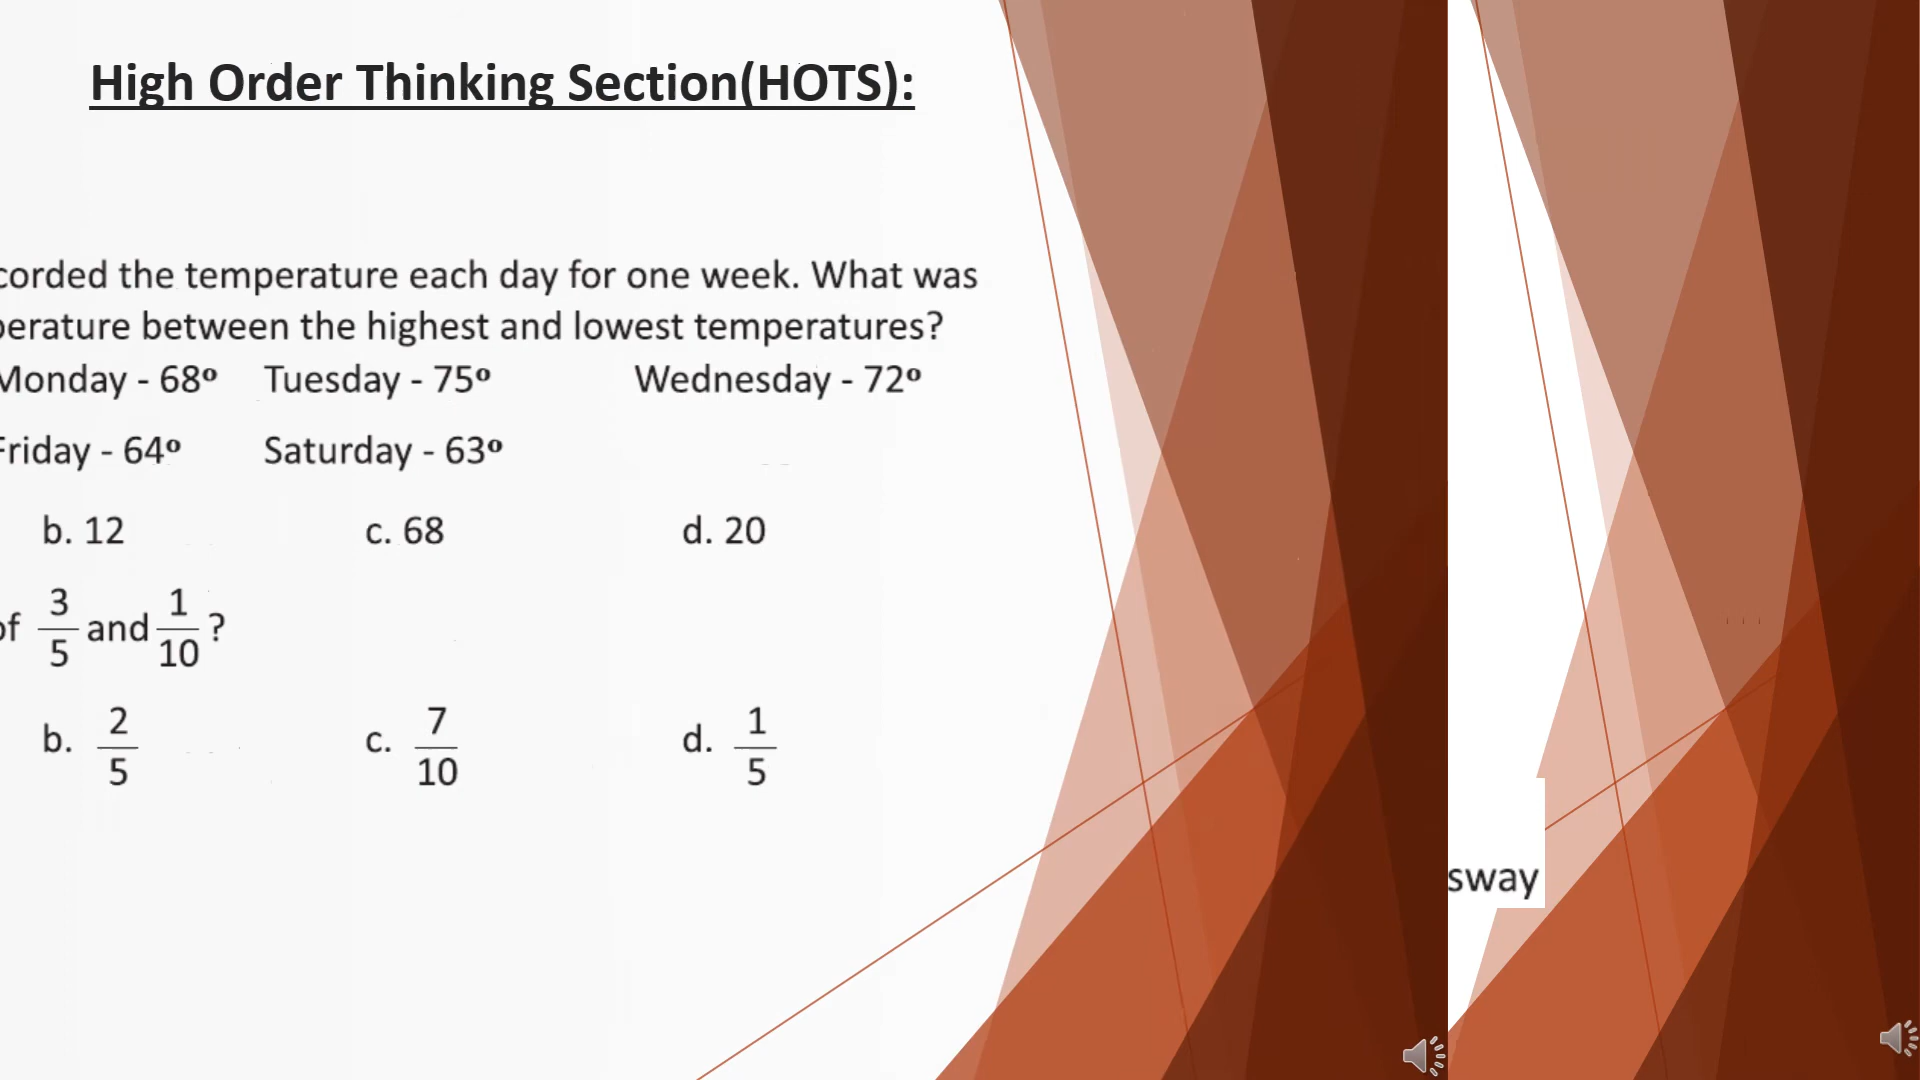 High Order Thinking Section(HOTS):
corded the temperature each day for one week. What was
perature between the highest and lowest temperatures?
Monday - 68º Tuesday - 75º Wednesday - 72º
Friday - 64º Saturday - 63º
b. 12 c. 68 d. 20
of 3/5 and 1/10 ?
b. 2/5 c. 7/10 d. 1/5
sway